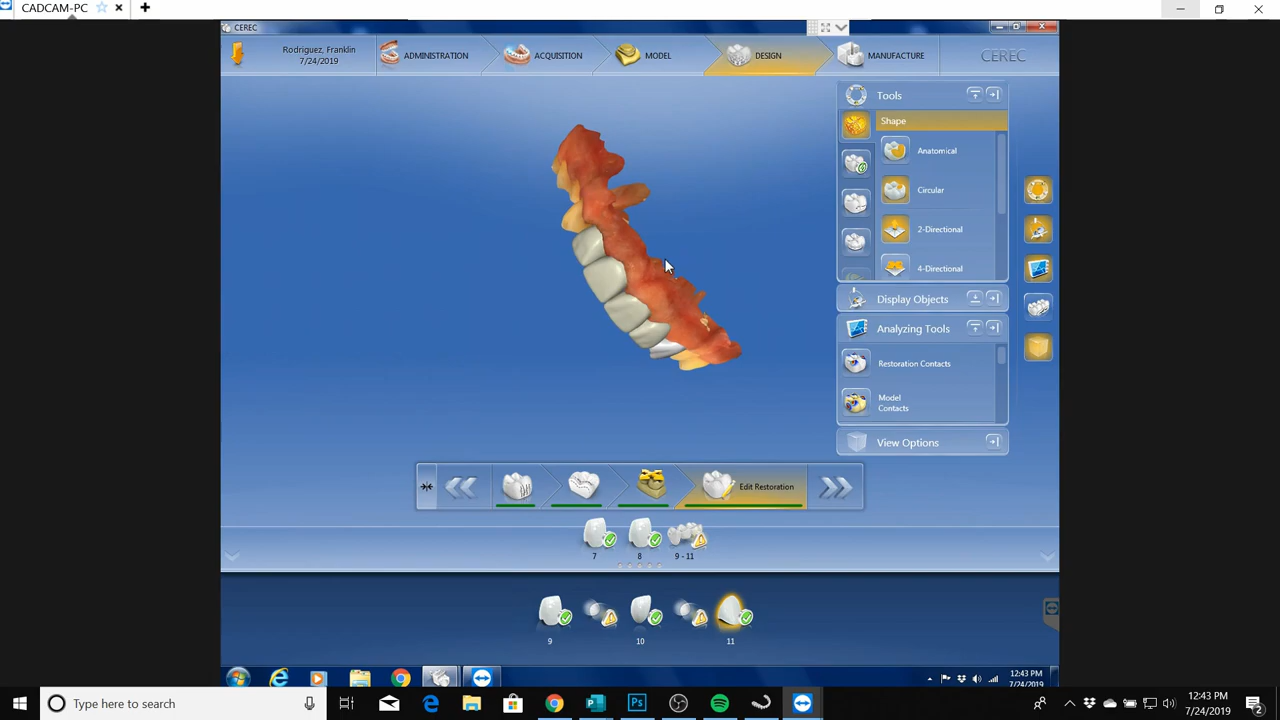 CADCAM-PC
CEREC
Rodriguez, Franklin
7/24/2019
ADMINISTRATION
ACQUISITION
MODEL
DESIGN
MANUFACTURE
CEREC
Tools
Shape
Anatomical
Circular
2-Directional
4-Directional
Display Objects
Analyzing Tools
Restoration Contacts
Model
Contacts
View Options
Edit Restoration
7
8
9 - 11
9
10
11
12:43 PM
7/24/2019
Type here to search
12:43 PM
7/24/2019
2